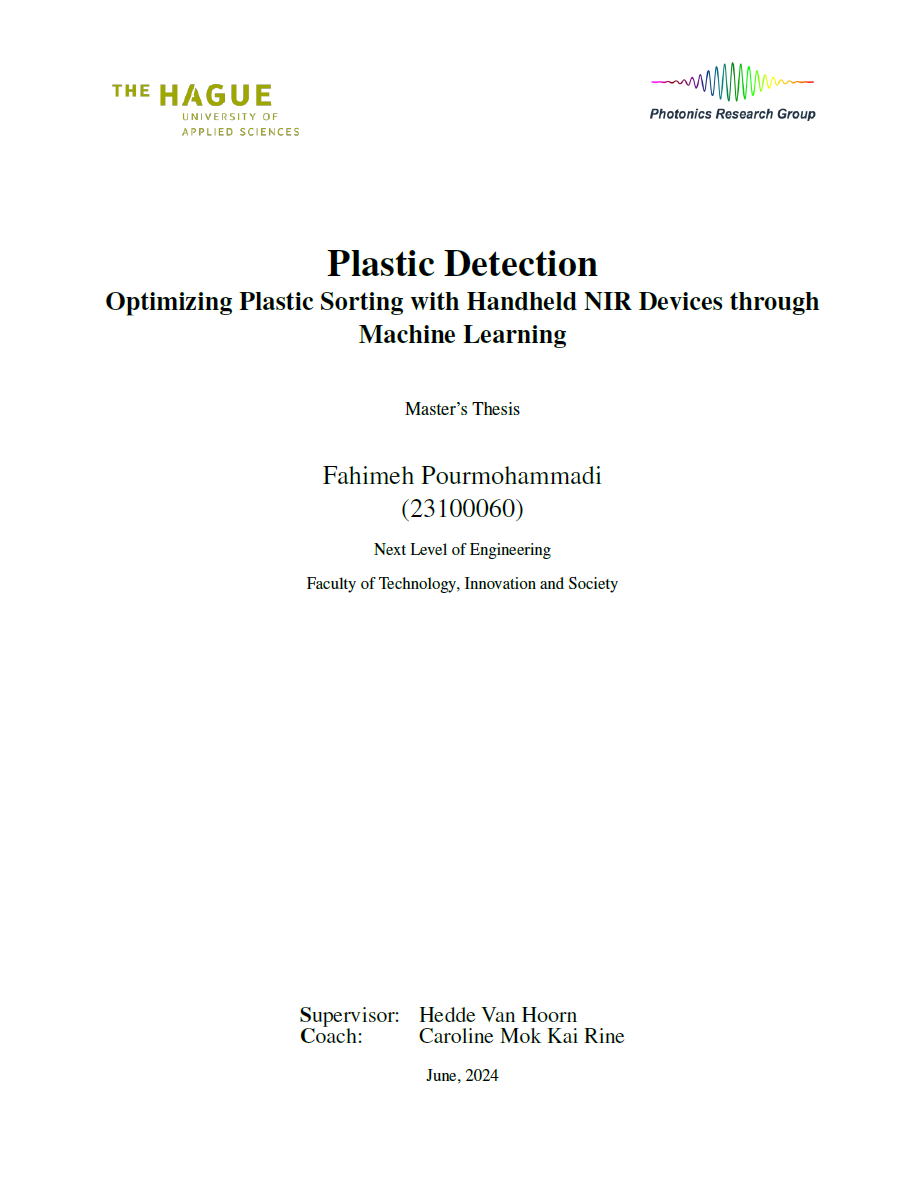 THE HAGUE
UNIVERSITY OF
APPLIED SCIENCES
Photonics Research Group
Plastic Detection
Optimizing Plastic Sorting with Handheld NIR Devices through
Machine Learning
Master's Thesis
Fahimeh Pourmohammadi
(23100060)
Next Level of Engineering
Faculty of Technology, Innovation and Society
Supervisor: Hedde Van Hoorn
Coach: Caroline Mok Kai Rine
June, 2024